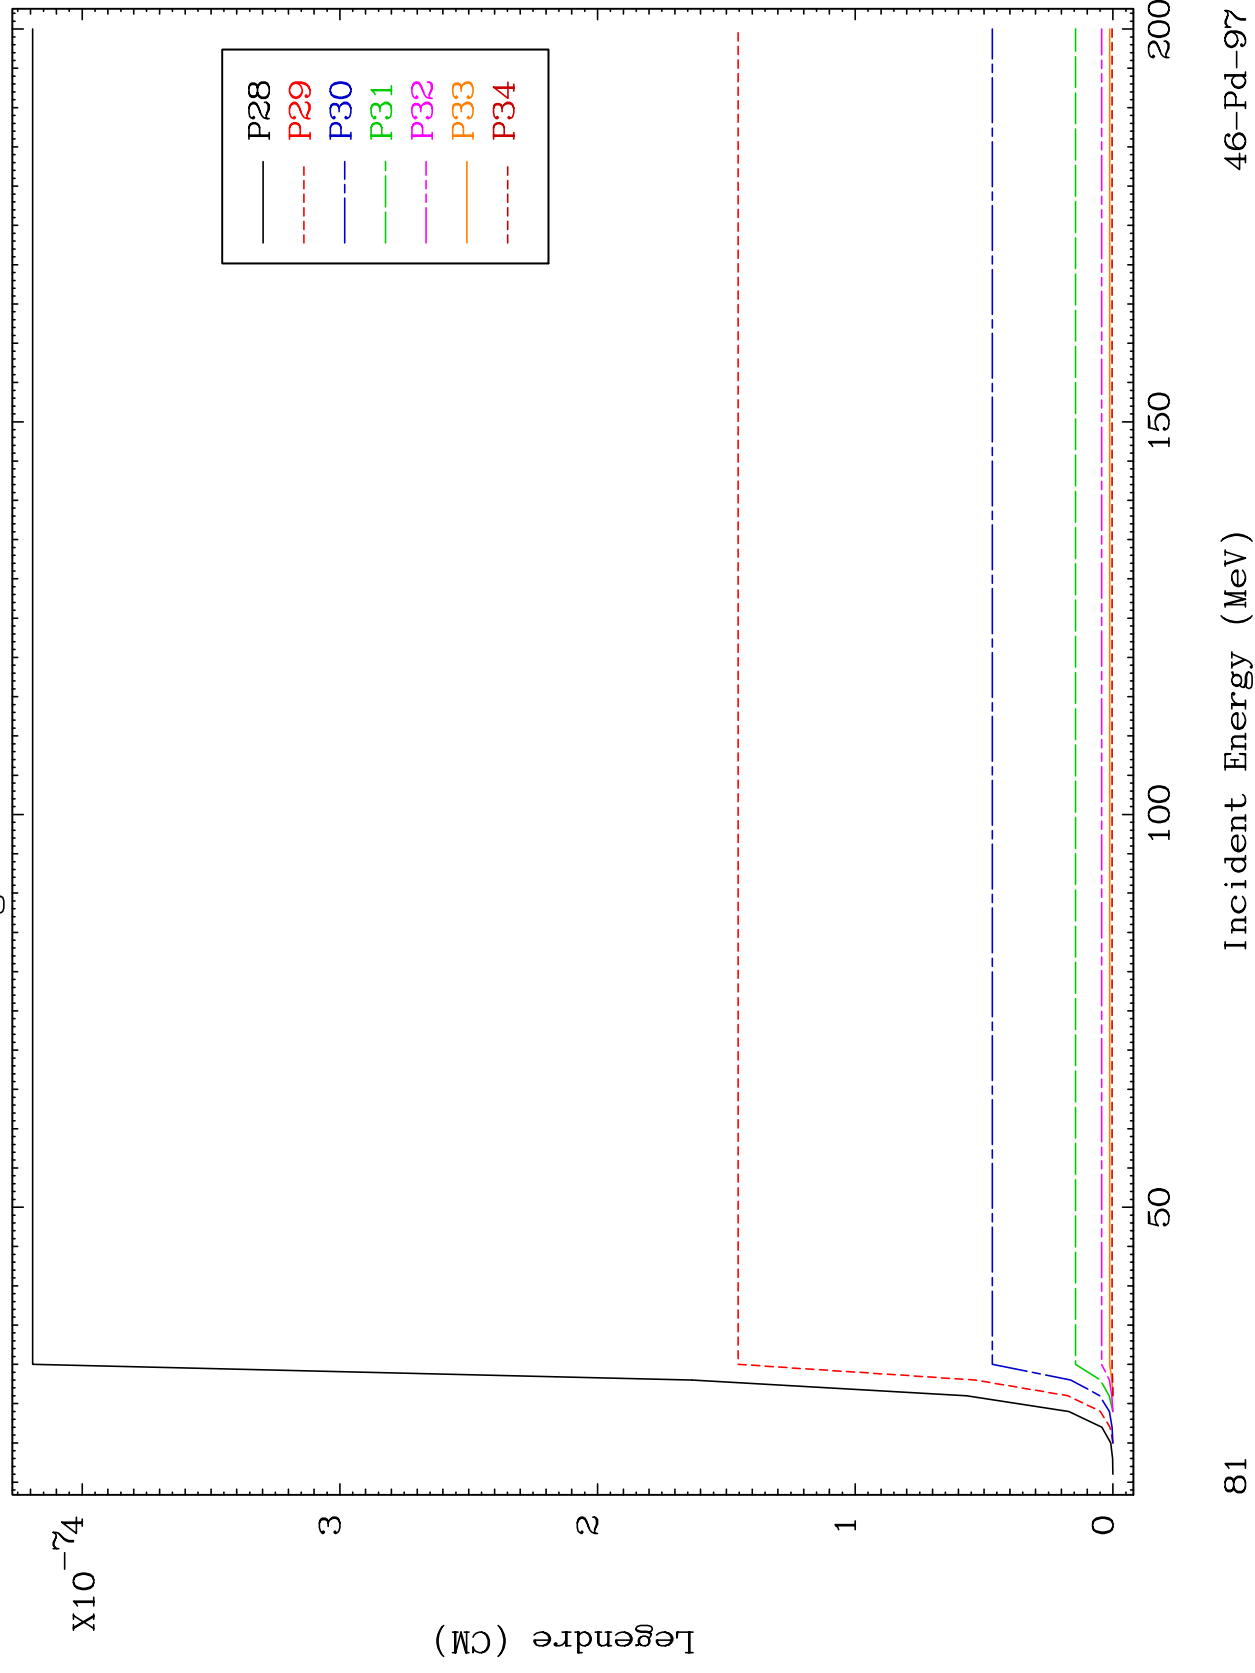 X10-7
4
3
2
1
0
Legendre (CM)
P28
P29
P30
P31
P32
P33
P34
50
100
150
200
Incident Energy (MeV)
81
46-Pd-97